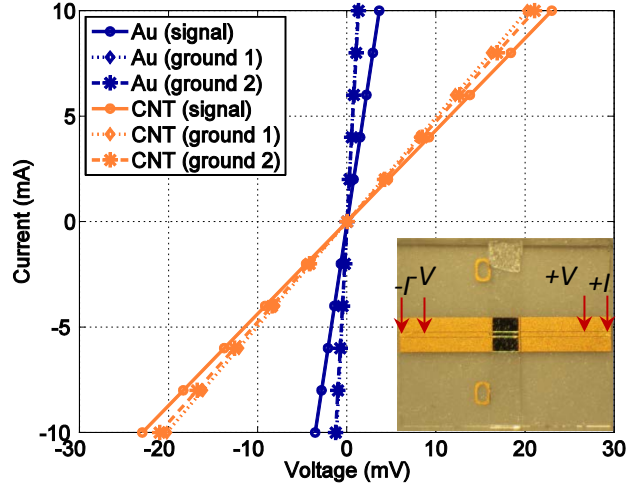 10
5
0
-5
-10
Current (mA)
Au (signal)
Au (ground 1)
Au (ground 2)
CNT (signal)
CNT (ground 1)
CNT (ground 2)
-I
-V
+V
+I
-30
-20
-10
0
10
20
30
Voltage (mV)